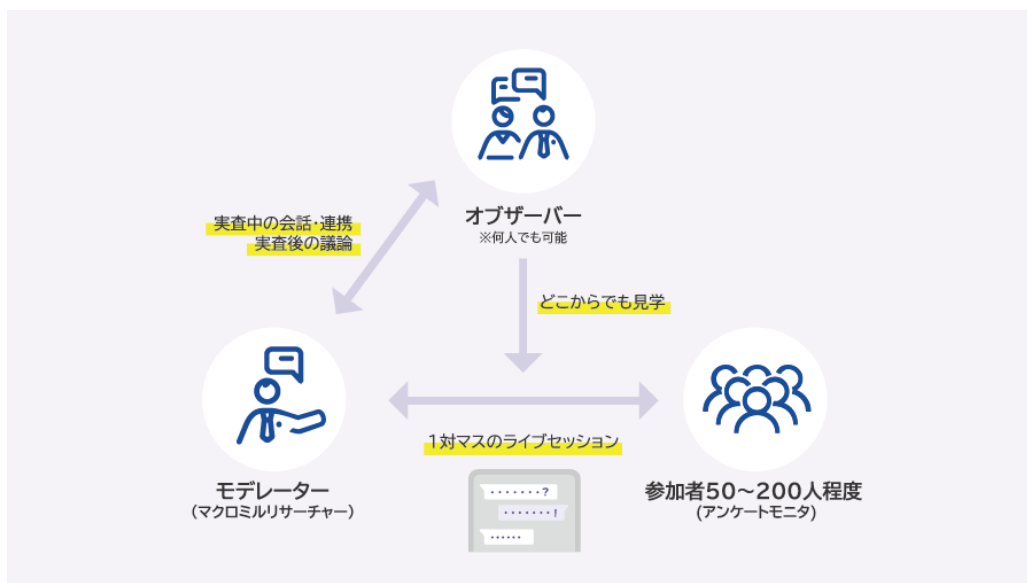 オブザーバー
※何人でも可能
実査中の会話・連携
実査後の議論
どこからでも見学
1対マスのライブセッション
・・・・・・・?
・・・・・・・!
・・・・・・
モデレーター
(マクロミルリサーチャー)
参加者50〜200人程度
(アンケートモニタ)